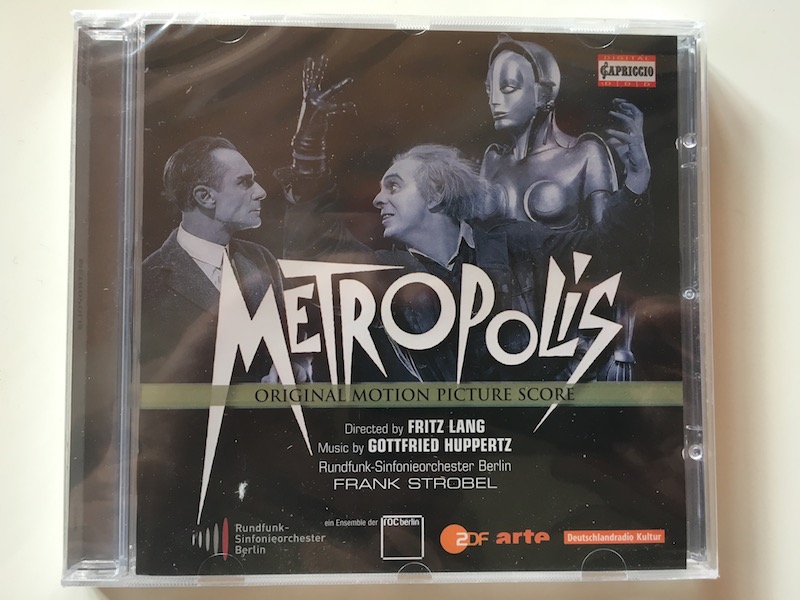 DIGITAL
CAPRICCIO
DDD
METROPOLIS
ORIGINAL MOTION PICTURE SCORE
Directed by FRITZ LANG
Music by GOTTFRIED HUPPERTZ
Rundfunk-Sinfonieorchester Berlin
FRANK STROBEL
Rundfunk-
Sinfonieorchester
Berlin
ein Ensemble der
roc berlin
2DF arte
Deutschlandradio Kultur